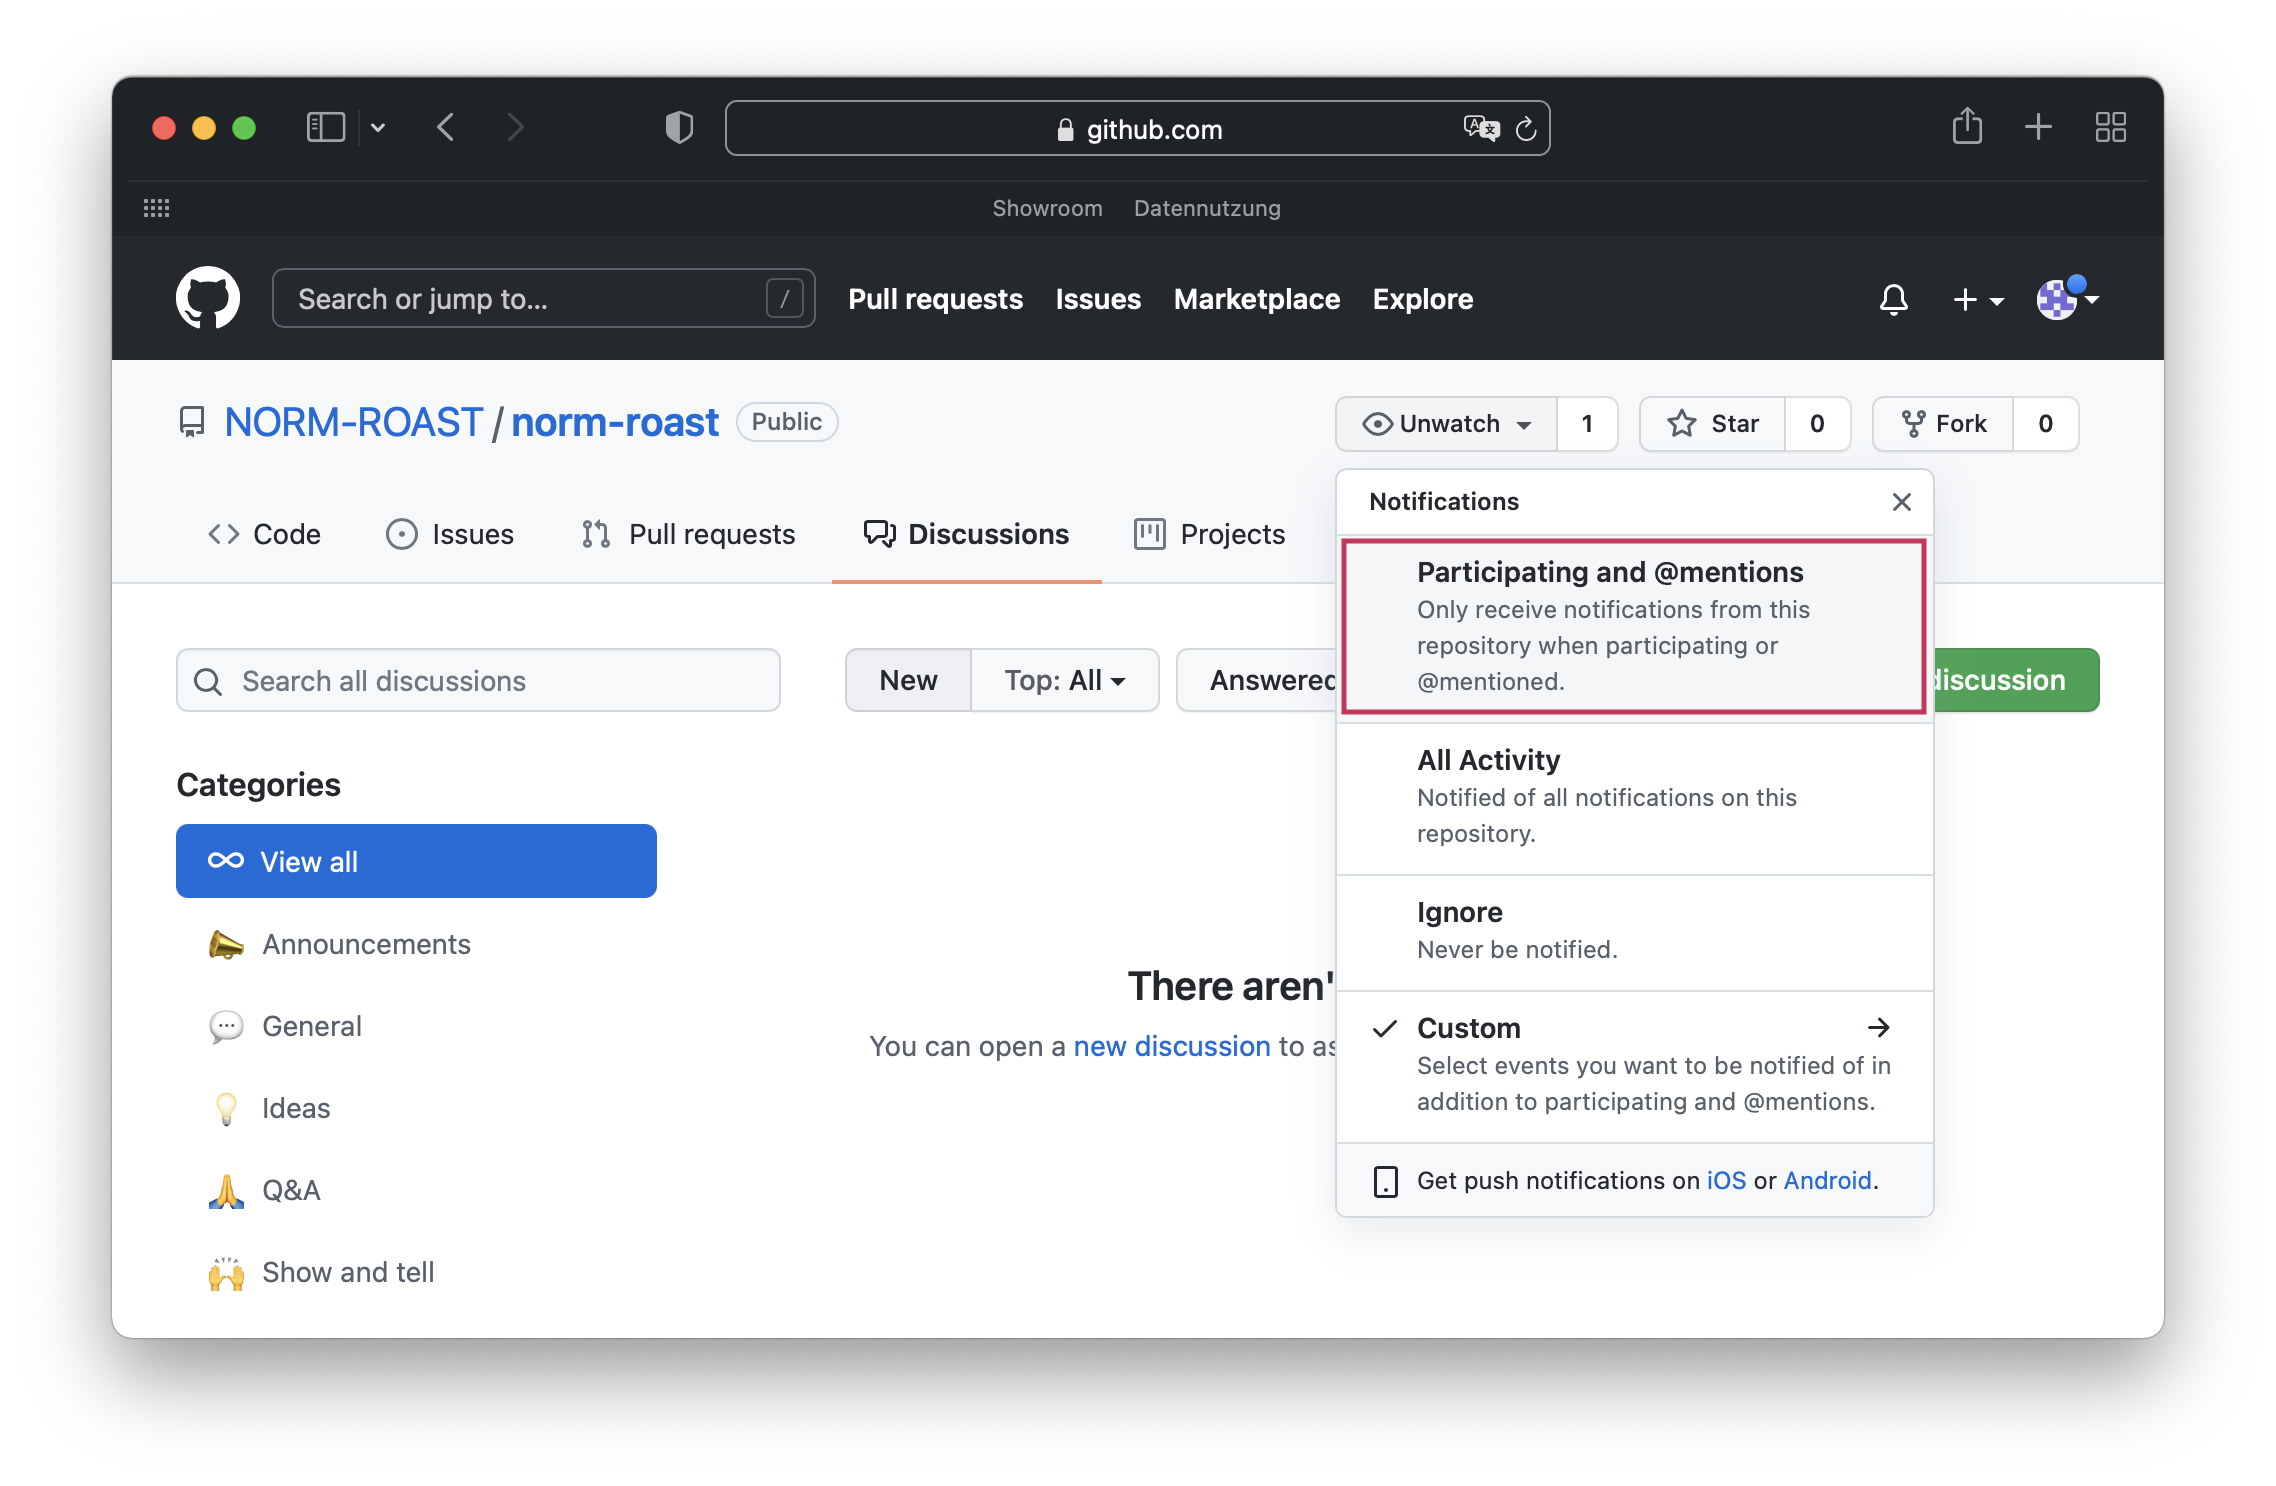 github.com
Showroom Datennutzung
Search or jump to... / Pull requests Issues Marketplace Explore
NORM-ROAST / norm-roast Public Unwatch 1 Star 0 Fork 0
Code Issues Pull requests Discussions Projects
Notifications
Participating and @mentions
Only receive notifications from this
repository when participating or
@mentioned.
All Activity
Notified of all notifications on this
repository.
Ignore
Never be notified.
Custom
Select events you want to be notified of in
addition to participating and @mentions.
Get push notifications on iOS or Android.
Search all discussions New Top: All Answered discussion
Categories
View all
Announcements
General
Ideas
Q&A
Show and tell
There aren'
You can open a new discussion to as